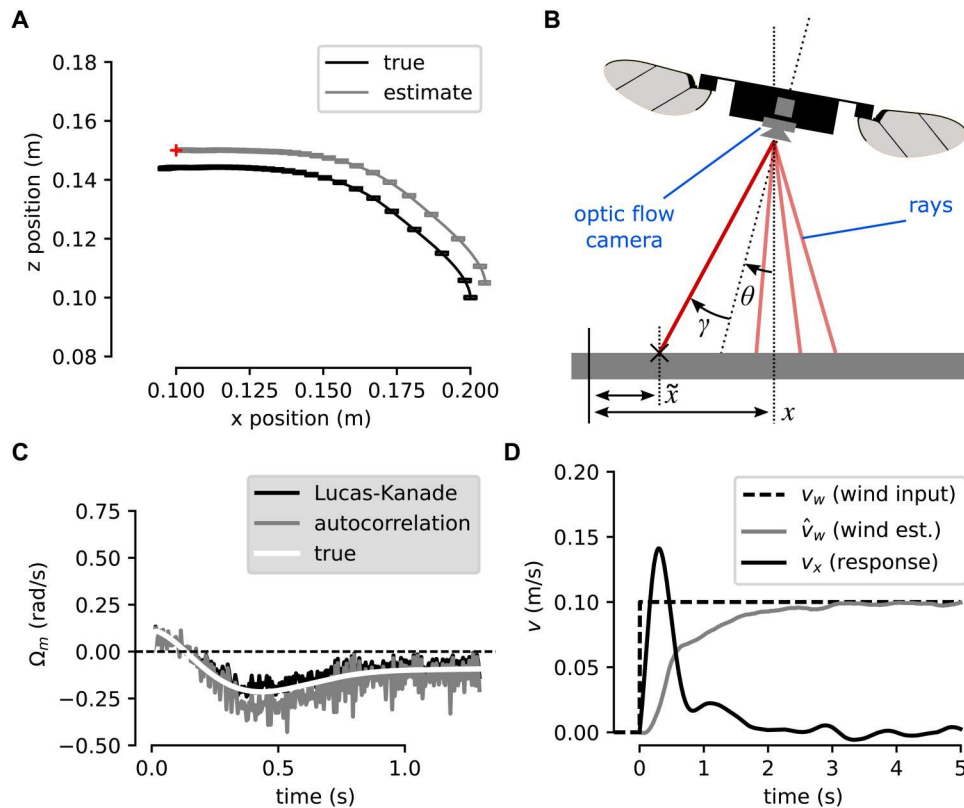 A
0.18
0.16
0.14
0.12
0.10
0.08
z position (m)
true
estimate
0.100 0.125 0.150 0.175 0.200
x position (m)
B
optic flow
camera
rays
θ
γ
x̃
x
C
0.75
0.50
0.25
0.00
−0.25
−0.50
Ωm (rad/s)
Lucas-Kanade
autocorrelation
true
0.0 0.5 1.0
time (s)
D
0.20
0.15
0.10
0.05
0.00
v (m/s)
vw (wind input)
v̂w (wind est.)
vx (response)
0 1 2 3 4 5
time (s)